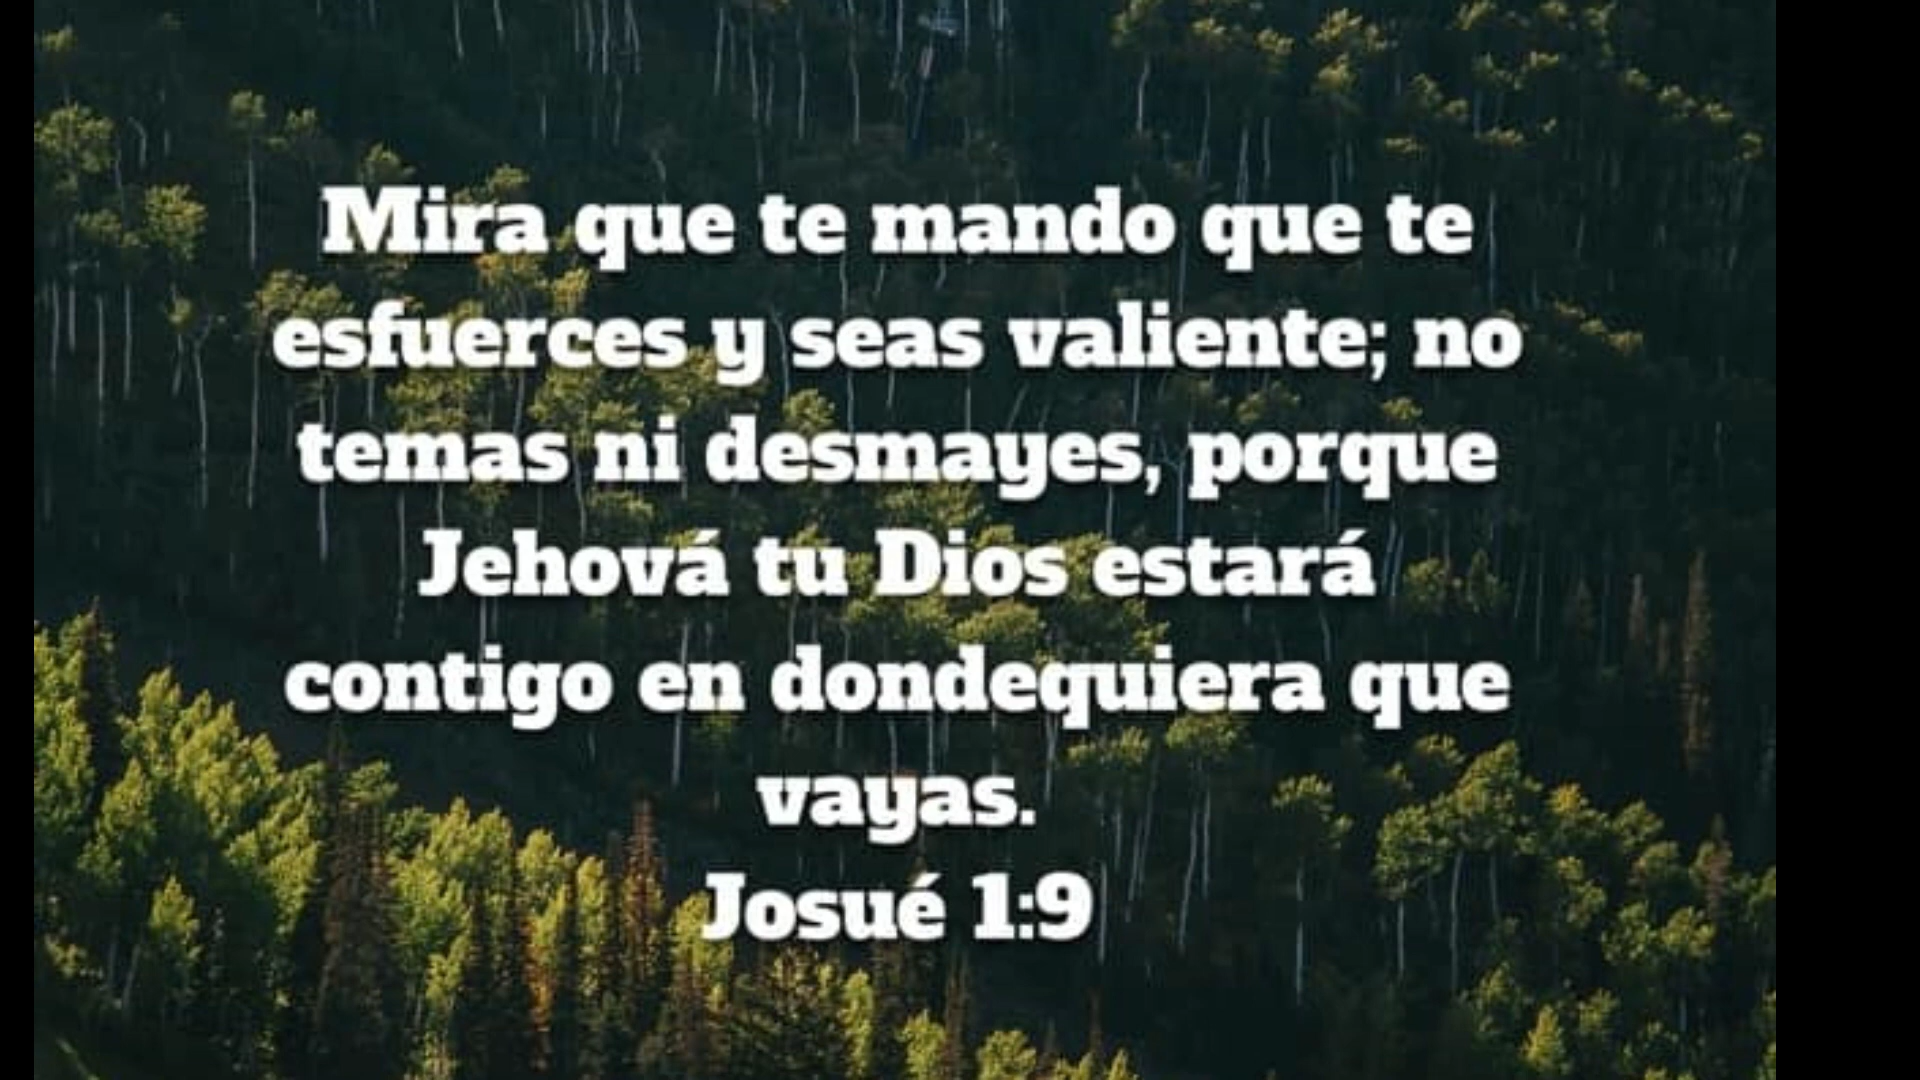 Mira que te mando que te
esfuerces y seas valiente; no
temas ni desmayes, porque
Jehová tu Dios estará
contigo en dondequiera que
vayas.
Josué 1:9